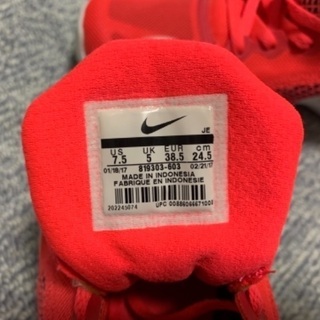 JE
US UK EUR cm
7.5 5 38.5 24.5
01/18/17 819303-603 02/21/17
MADE IN INDONESIA
FABRIQUE EN INDONESIE